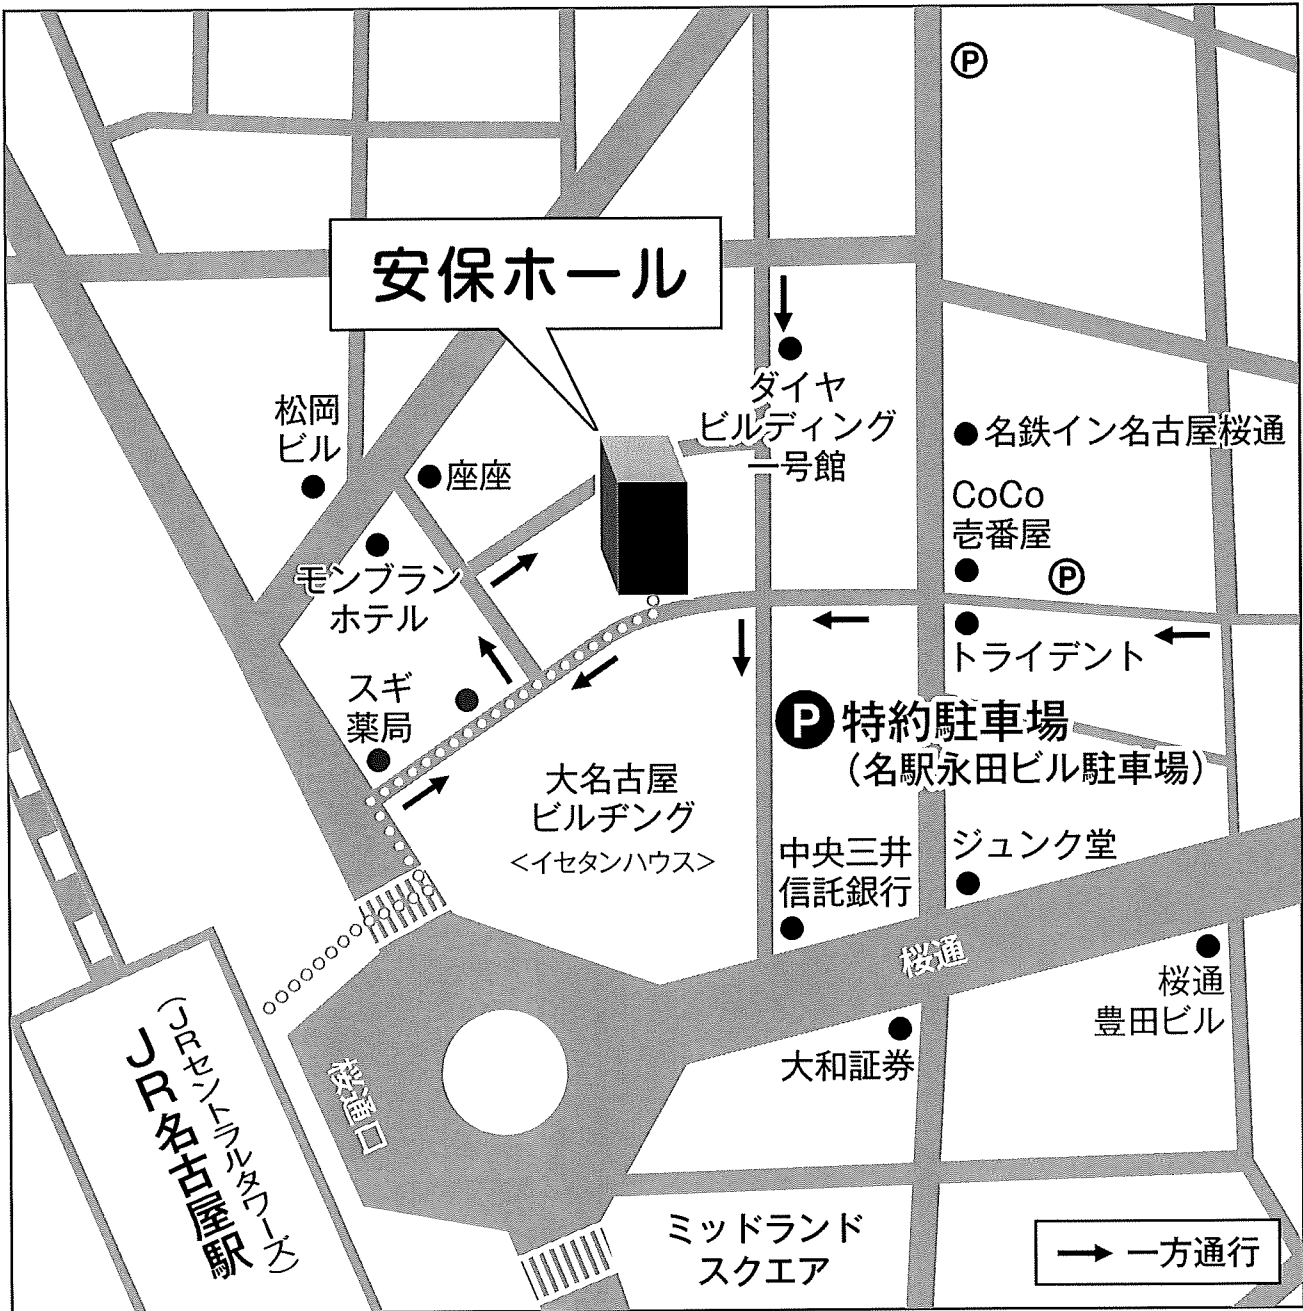 Ⓟ
安保ホール
ダイヤ
ビルディング
一号館
松岡
ビル
座座
名鉄イン名古屋桜通
CoCo
壱番屋
Ⓟ
モンブラン
ホテル
トライデント
スギ
薬局
P 特約駐車場
（名駅永田ビル駐車場）
大名古屋
ビルヂング
<イセタンハウス>
中央三井
信託銀行
ジュンク堂
桜通
桜通
豊田ビル
大和証券
桜通口
（JRセントラルタワーズ）
JR名古屋駅
ミッドランド
スクエア
→ 一方通行